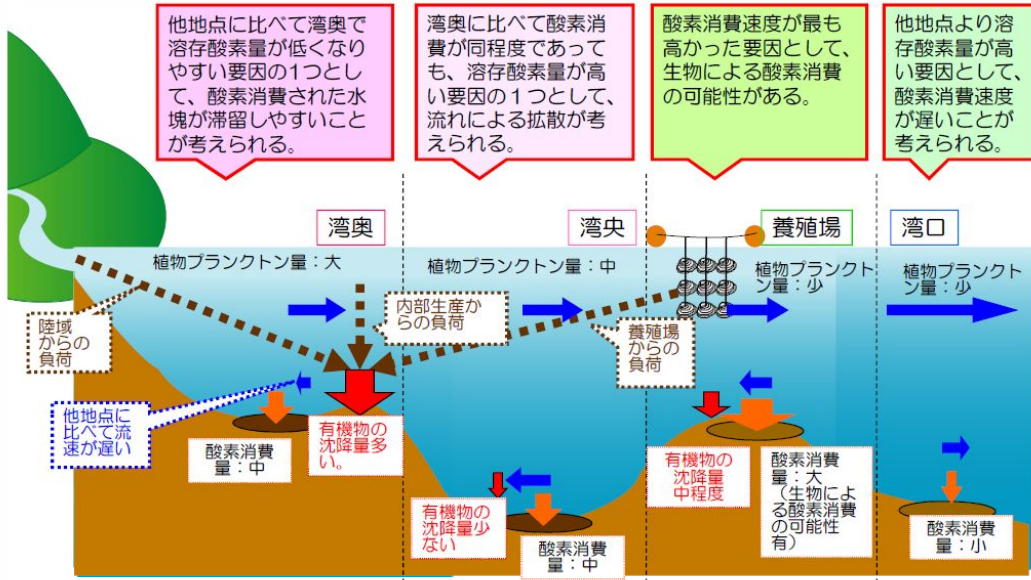 他地点に比べて湾奥で
溶存酸素量が低くなり
やすい要因の1つとし
て、酸素消費された水
塊が滞留しやすいこと
が考えられる。
湾奥に比べて酸素消
費が同程度であって
も、溶存酸素量が高
い要因の１つとして、
流れによる拡散が考
えられる。
酸素消費速度が最も
高かった要因として、
生物による酸素消費
の可能性がある。
他地点より溶
存酸素量が高
い要因として、
酸素消費速度
が遅いことが
考えられる。
湾奥
湾央
養殖場
湾口
植物プランクトン量：大
植物プランクトン量：中
植物プランクト
ン量：少
植物プランクト
ン量：少
陸域
からの
負荷
内部生産か
らの負荷
養殖場
からの
負荷
他地点に
比べて流
速が遅い
酸素消費
量：中
有機物の
沈降量多
い。
有機物の
沈降量少
ない
酸素消費
量：中
有機物の
沈降量
中程度
酸素消費
量：大
（生物によ
る酸素消費
の可能性
有）
酸素消費
量：小